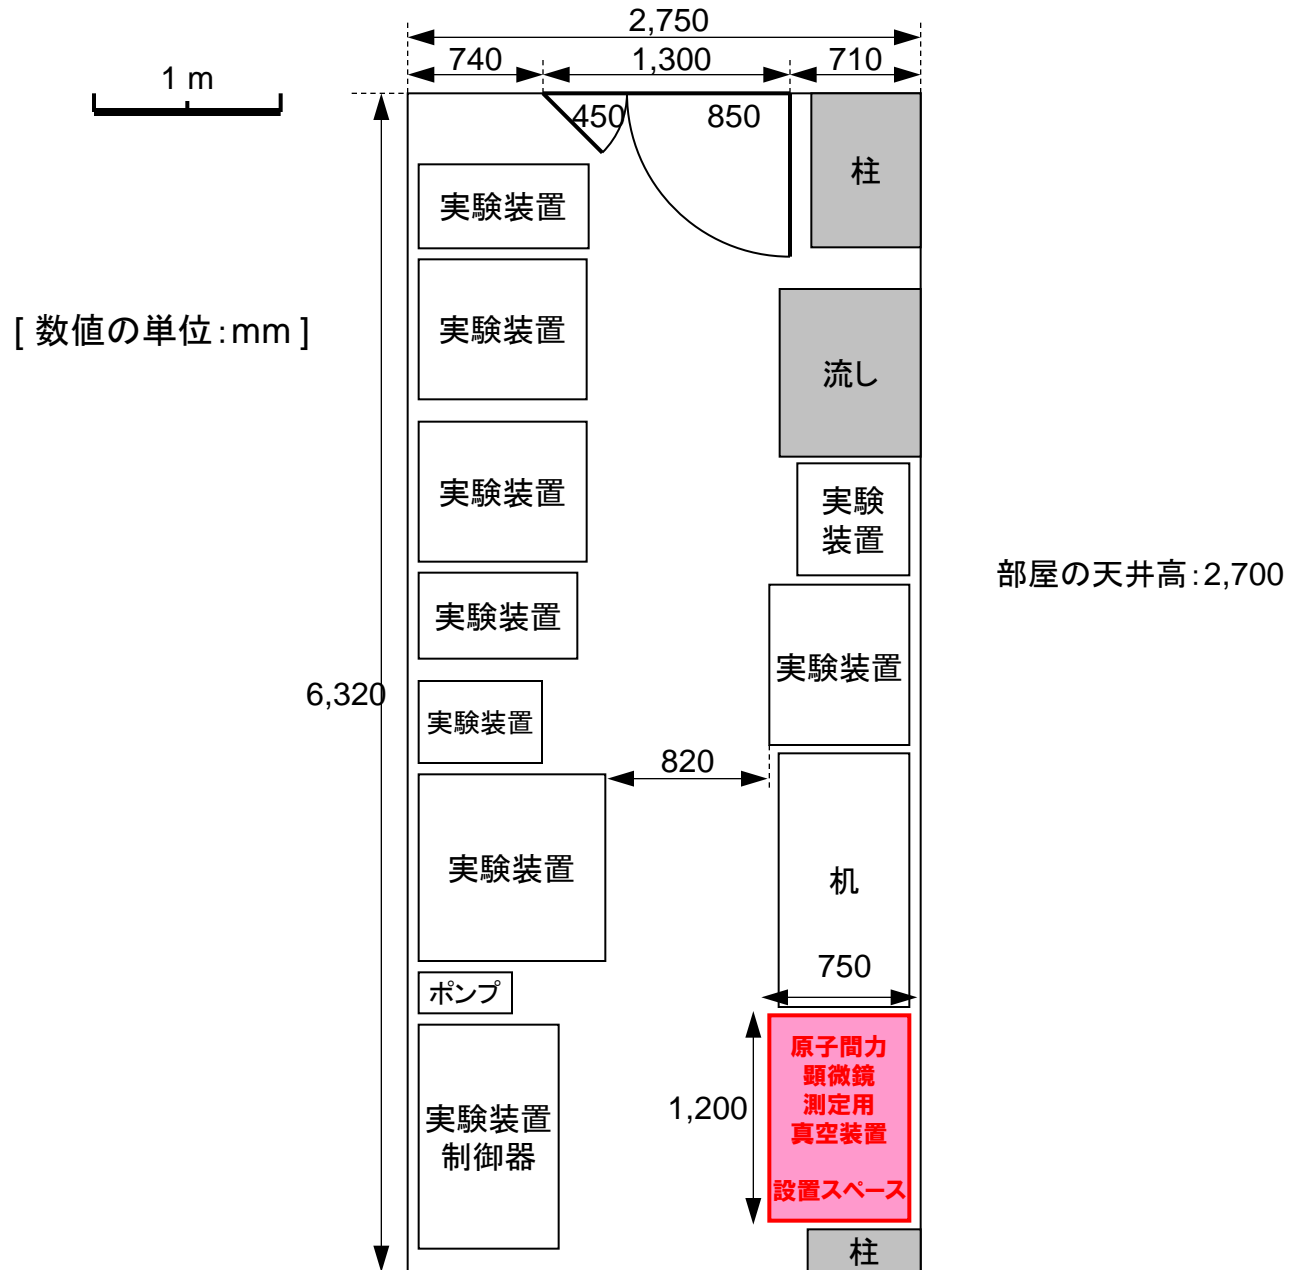 2,750
740
1,300
710
1 m
450
850
柱
実験装置
[ 数値の単位:mm ]
実験装置
流し
実験装置
実験
装置
部屋の天井高:2,700
実験装置
実験装置
6,320
実験装置
820
実験装置
机
750
ポンプ
原子間力
顕微鏡
測定用
真空装置
設置スペース
1,200
実験装置
制御器
柱